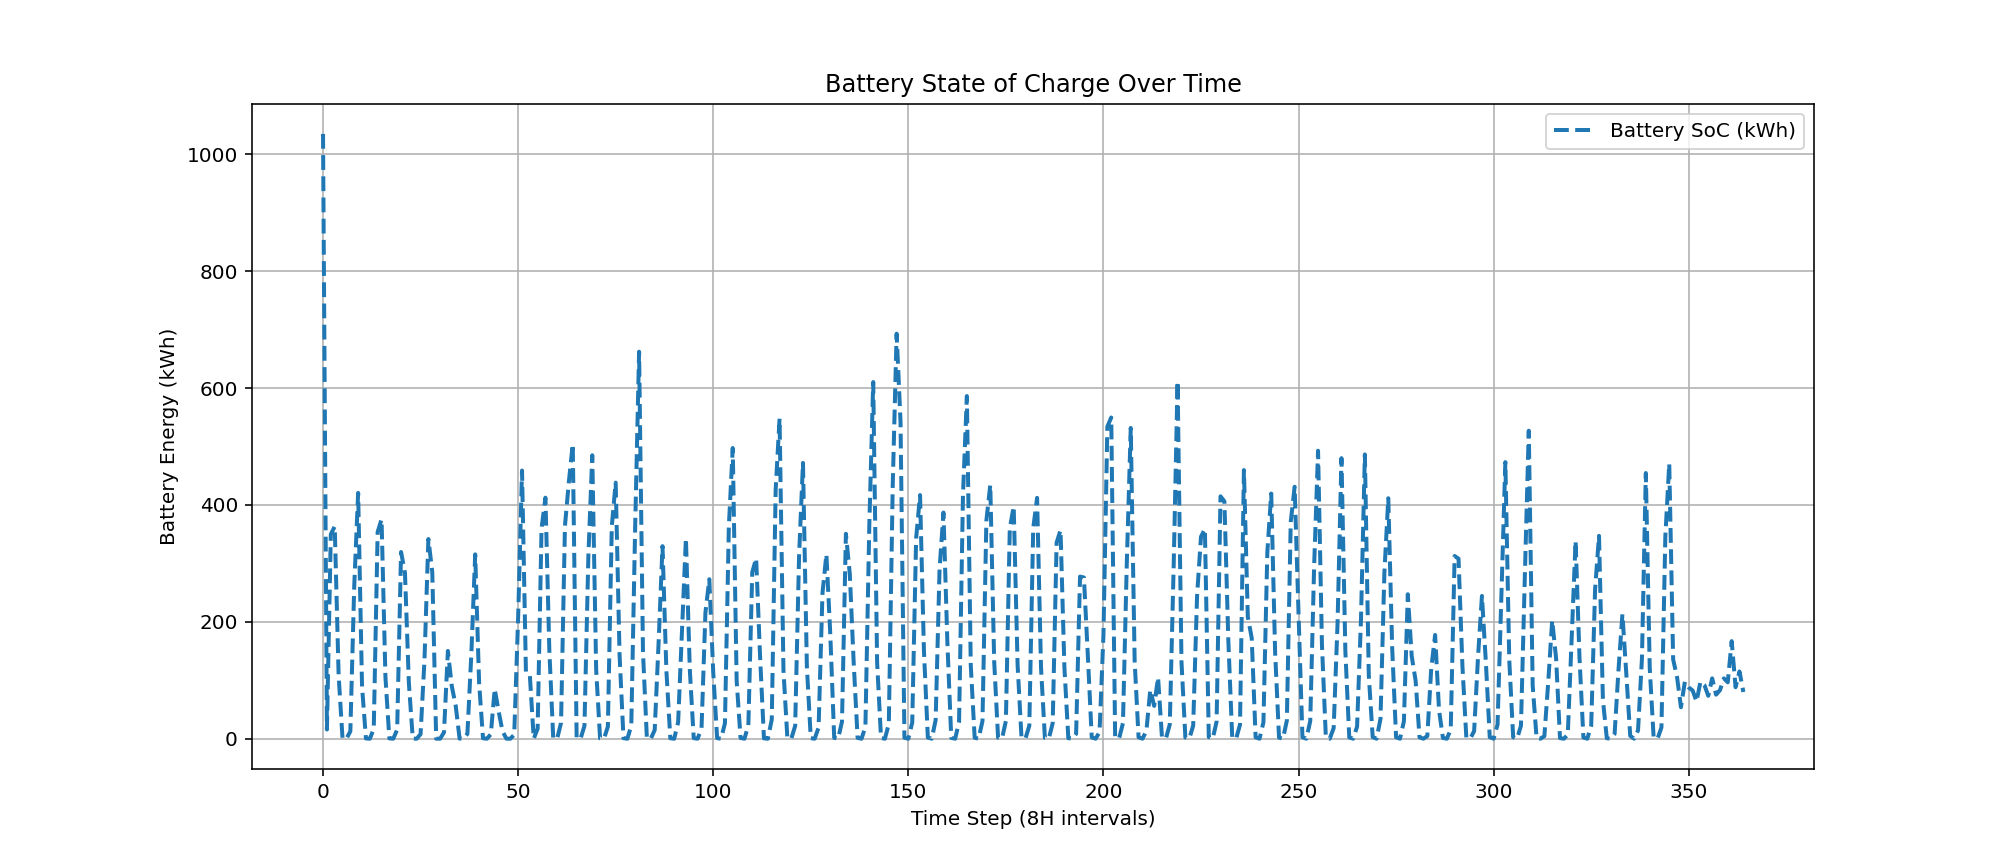 Battery State of Charge Over Time
Battery SoC (kWh)
Battery Energy (kWh)
1000
800
600
400
200
0
0 50 100 150 200 250 300 350
Time Step (8H intervals)